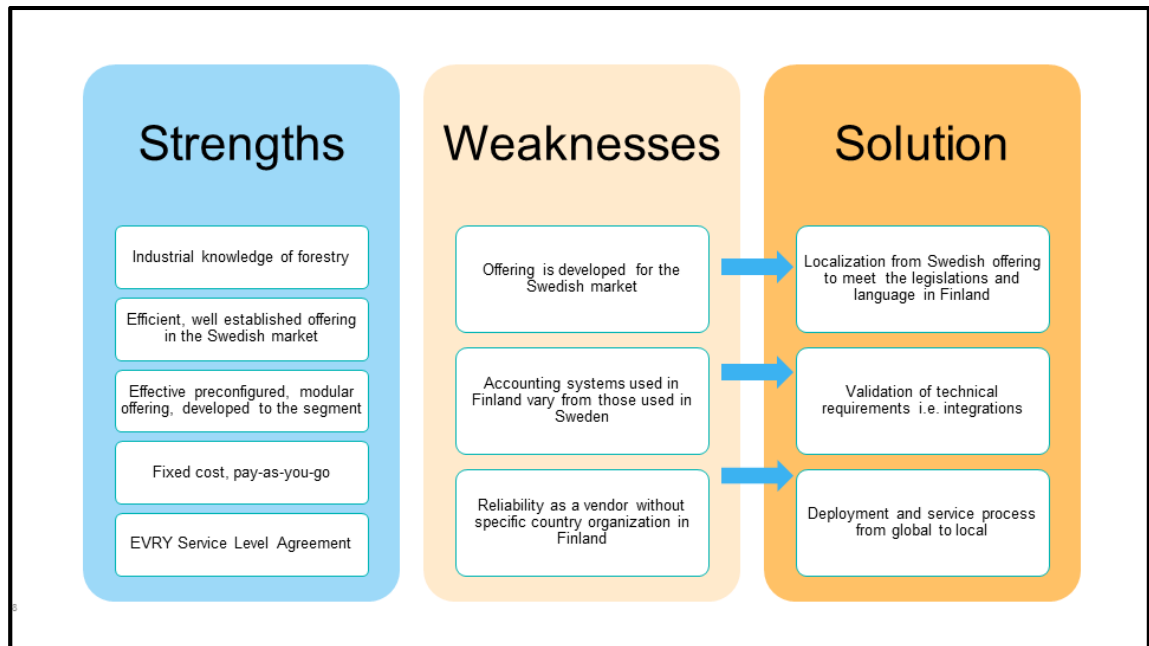 Strengths
Industrial knowledge of forestry
Efficient, well established offering
in the Swedish market
Effective preconfigured, modular
offering, developed to the segment
Fixed cost, pay-as-you-go
EVRY Service Level Agreement
Weaknesses
Offering is developed for the
Swedish market
Accounting systems used in
Finland vary from those used in
Sweden
Reliability as a vendor without
specific country organization in
Finland
Solution
Localization from Swedish offering
to meet the legislations and
language in Finland
Validation of technical
requirements i.e. integrations
Deployment and service process
from global to local